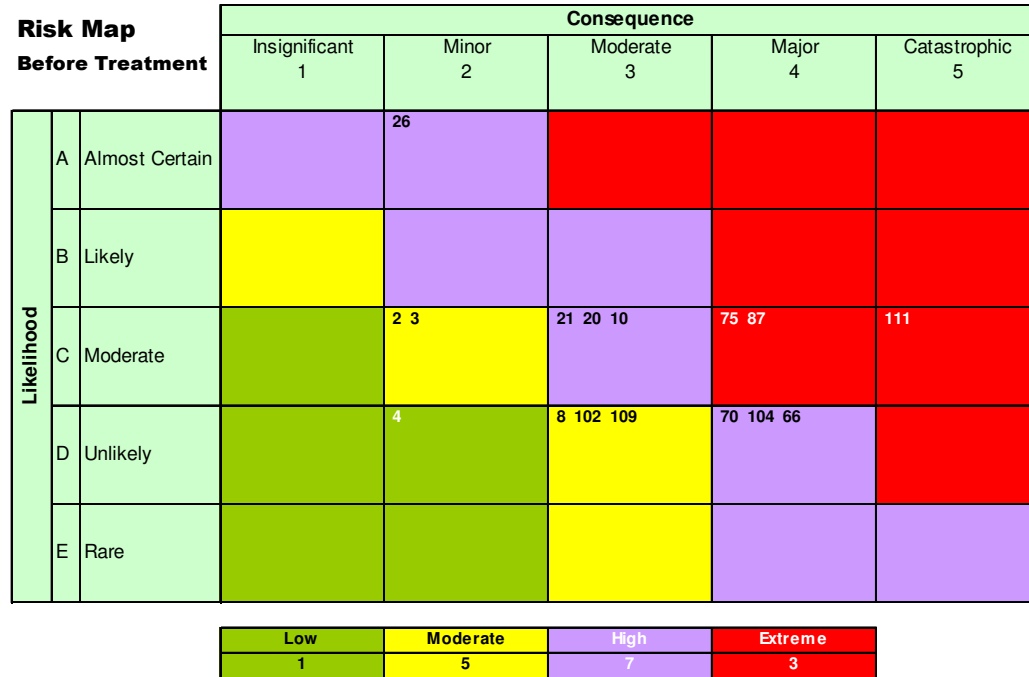 Risk Map
Before Treatment
Consequence
Insignificant Minor Moderate Major Catastrophic
1 2 3 4 5
Likelihood
A Almost Certain 26
B Likely
C Moderate 2 3 21 20 10 75 87 111
D Unlikely 4 8 102 109 70 104 66
E Rare
Low Moderate High Extreme
1 5 7 3